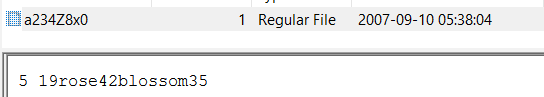 a234Z8x0 1 Regular File 2007-09-10 05:38:04
5 19rose42blossom35